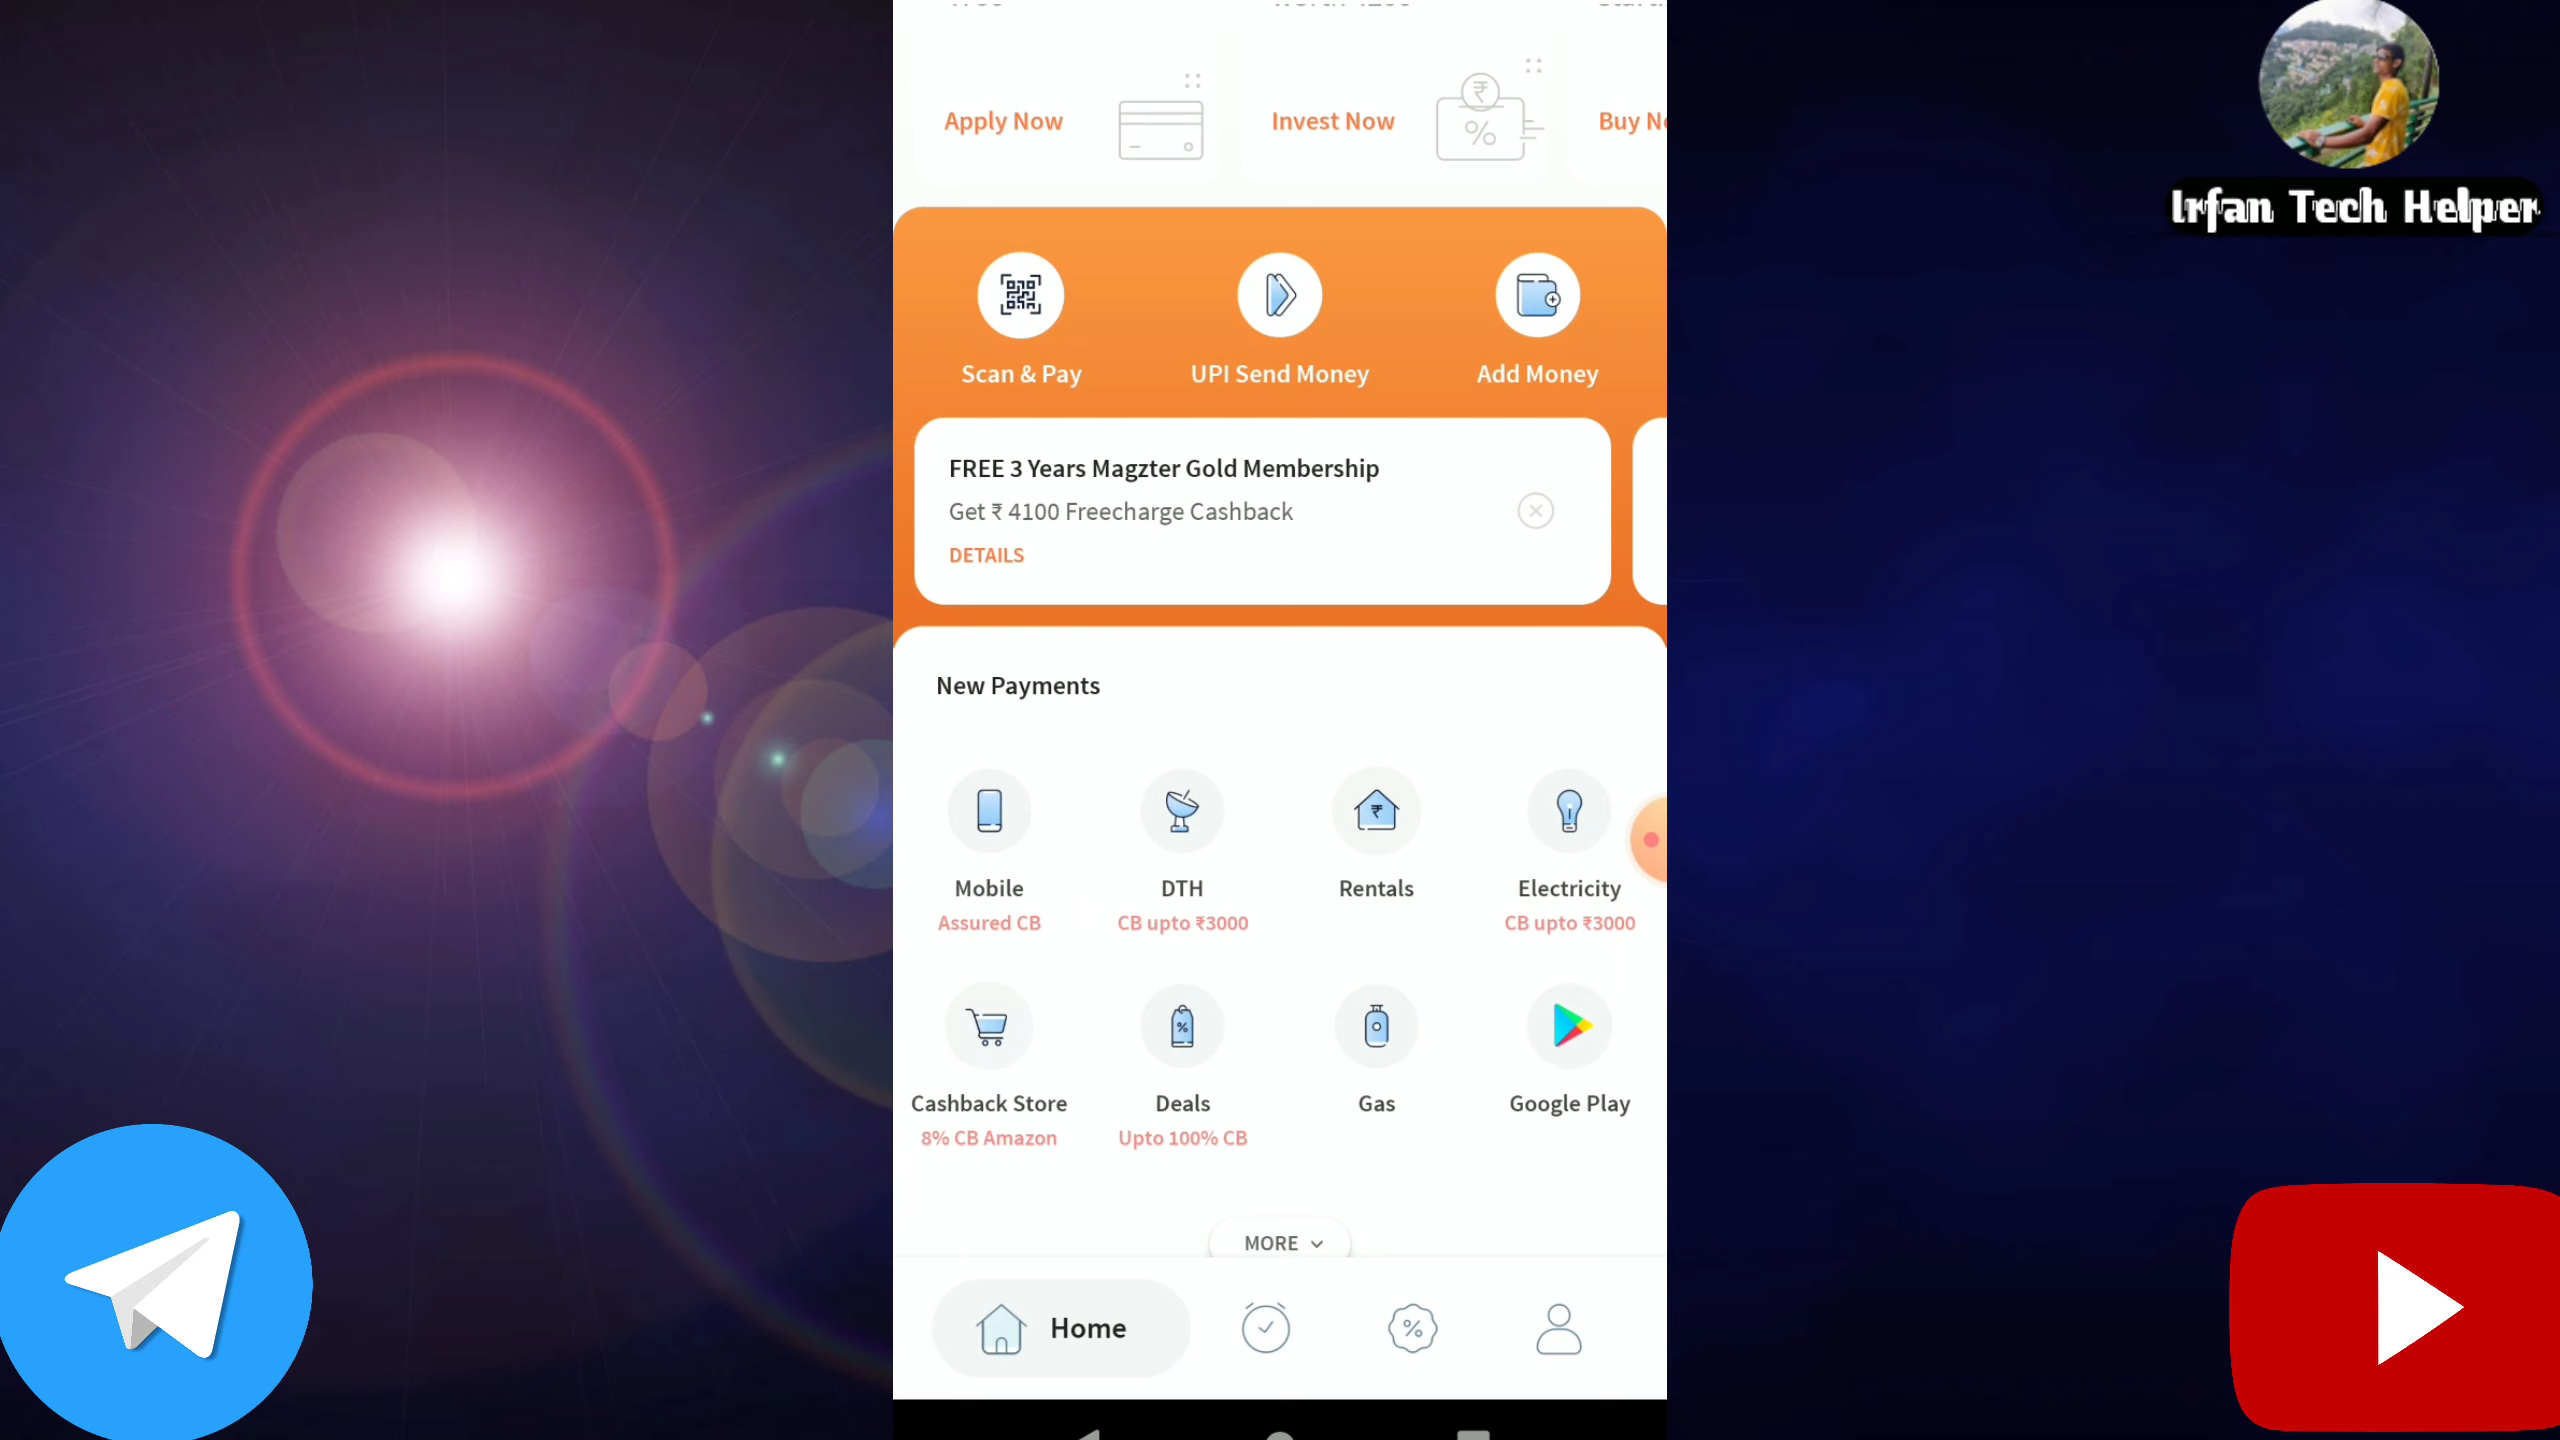 Apply Now
Invest Now
Irfan Tech Helper
Scan & Pay
UPI Send Money
Add Money
FREE 3 Years Magzter Gold Membership
Get ₹ 4100 Freecharge Cashback
DETAILS
New Payments
Mobile
DTH
Rentals
Electricity
Assured CB
CB upto ₹3000
CB upto ₹3000
Cashback Store
Deals
Gas
Google Play
8% CB Amazon
Upto 100% CB
MORE
Home